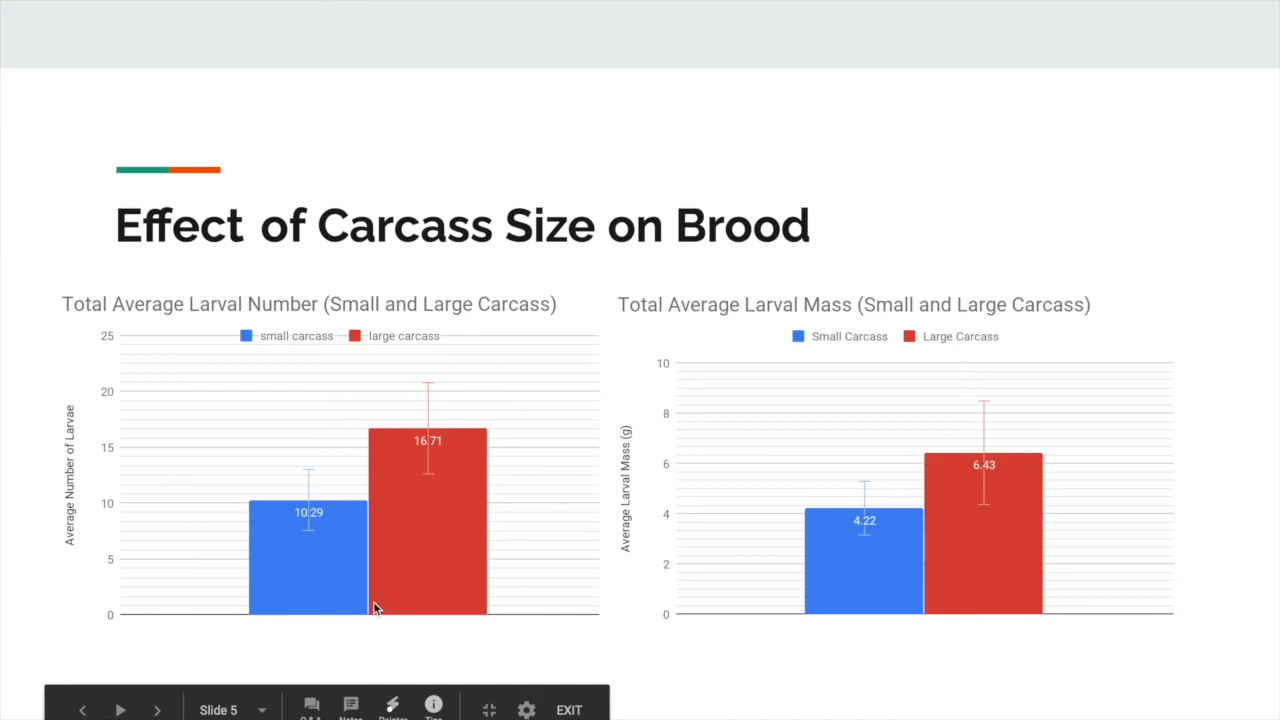 Effect of Carcass Size on Brood
Total Average Larval Number (Small and Large Carcass)
small carcass large carcass
Average Number of Larvae
25
20
15
10
5
0
10.29
16.71
Total Average Larval Mass (Small and Large Carcass)
Small Carcass Large Carcass
Average Larval Mass (g)
10
8
6
4
2
0
4.22
6.43
Slide 5
Q & A Notes Pointer Tips
EXIT